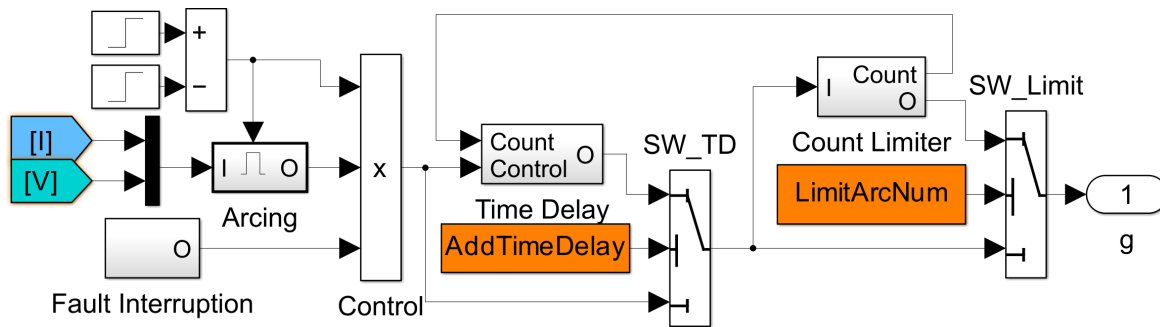 +
−
[I]
[V]
I
O
Arcing
O
Fault Interruption
x
Control
Count
Control
O
Time Delay
AddTimeDelay
SW_TD
I
Count
O
Count Limiter
LimitArcNum
SW_Limit
1
g